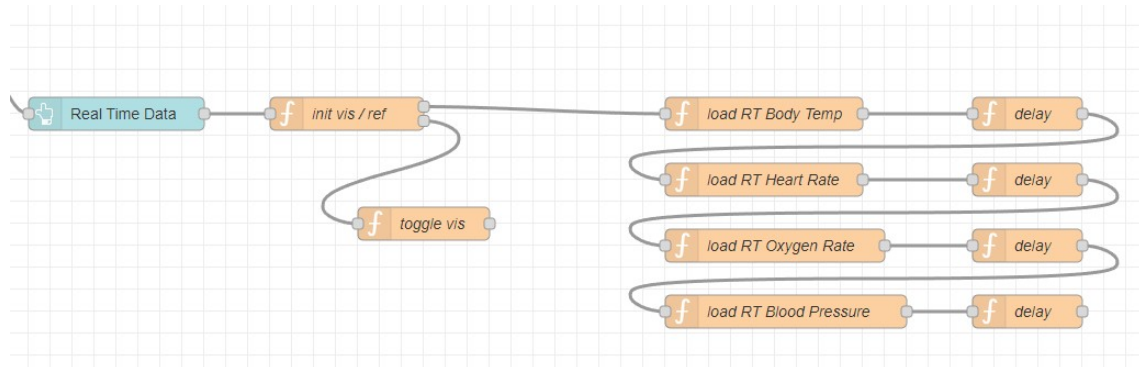 Real Time Data
init vis / ref
load RT Body Temp
delay
load RT Heart Rate
delay
toggle vis
load RT Oxygen Rate
delay
load RT Blood Pressure
delay